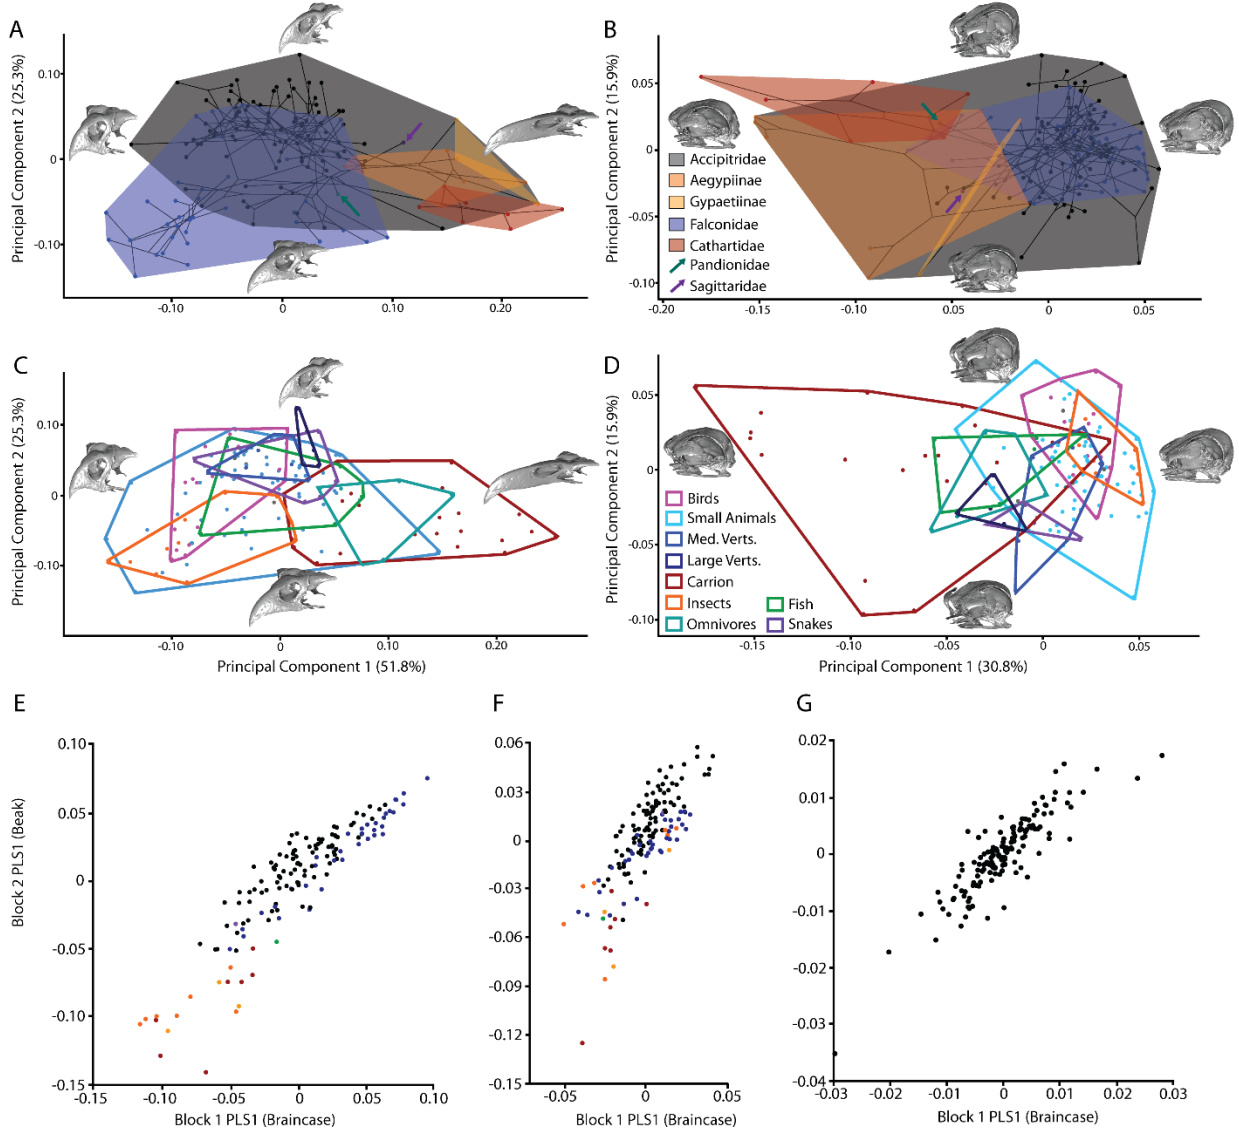 A
Principal Component 2 (25.3%)
0.10
0
-0.10
-0.10
0
0.10
0.20
B
Principal Component 2 (15.9%)
0.05
0
-0.05
-0.10
-0.20
-0.15
-0.10
0.05
0
0.05
Accipitridae
Aegypiinae
Gypaetiinae
Falconidae
Cathartidae
Pandionidae
Sagittaridae
C
Principal Component 2 (25.3%)
0.10
0
-0.10
-0.10
0
0.10
0.20
Principal Component 1 (51.8%)
D
Principal Component 2 (15.9%)
0.05
0
-0.05
-0.10
-0.15
-0.10
-0.05
0
0.05
Principal Component 1 (30.8%)
Birds
Small Animals
Med. Verts.
Large Verts.
Carrion
Insects
Fish
Omnivores
Snakes
E
Block 2 PLS1 (Beak)
0.10
0.05
0
-0.05
-0.10
-0.15
-0.15
-0.10
-0.05
0
0.05
0.10
Block 1 PLS1 (Braincase)
F
0.06
0.03
0
-0.03
-0.06
-0.09
-0.12
-0.15
-0.05
0
0.05
Block 1 PLS1 (Braincase)
G
0.02
0.01
0
-0.01
-0.02
-0.03
-0.04
-0.03
-0.02
-0.01
0
0.01
0.02
0.03
Block 1 PLS1 (Braincase)